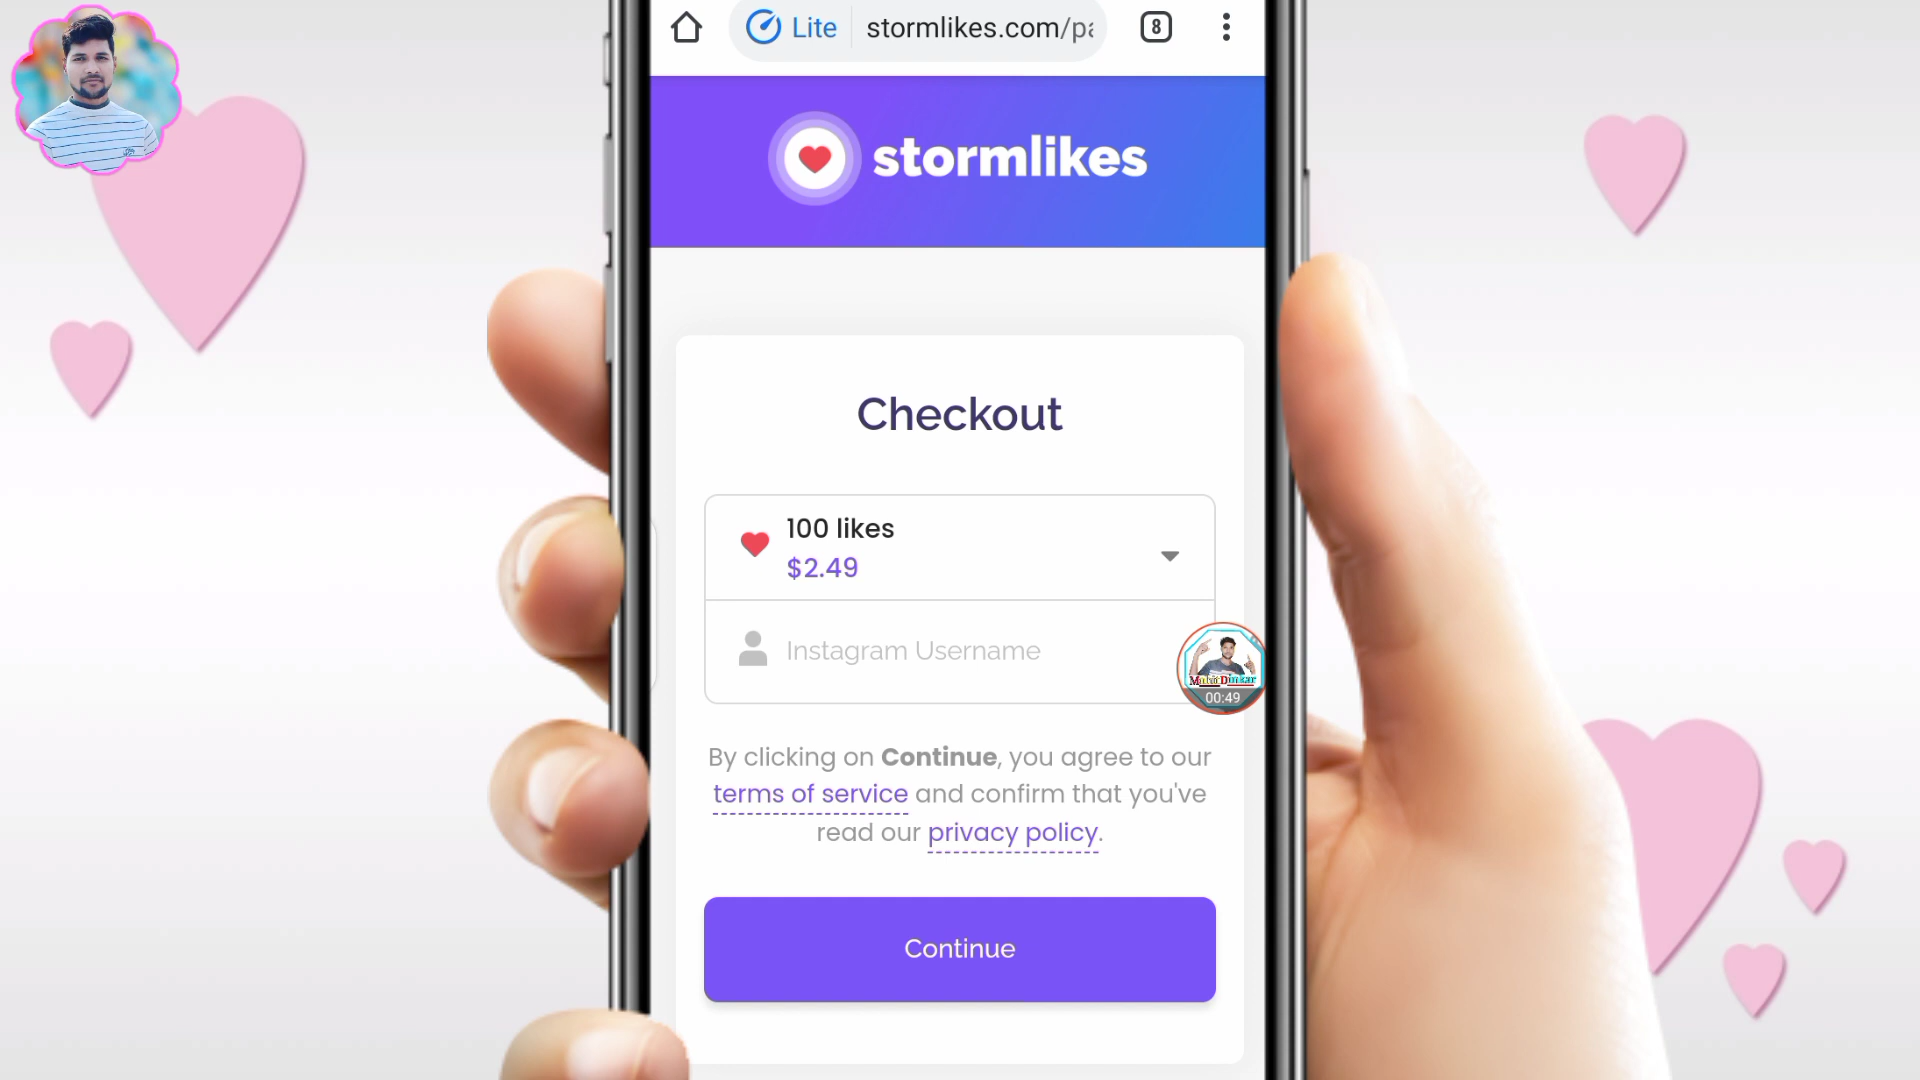 Lite
stormlikes.com/pa
8
stormlikes
Checkout
100 likes
$2.49
Instagram Username
MohitDinkar
00:49
By clicking on Continue, you agree to our
terms of service and confirm that you've
read our privacy policy.
Continue